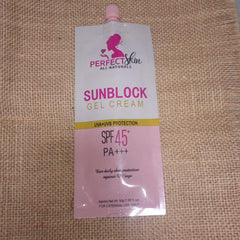 PERFECT Skin
ALL NATURALS
SUNBLOCK
GEL CREAM
UVA+UVB PROTECTION
SPF 45+
PA+++